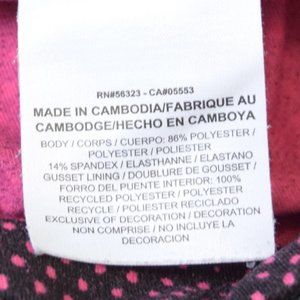 RN#56323 - CA#05553
MADE IN CAMBODIA/FABRIQUE AU
CAMBODGE/HECHO EN CAMBOYA
BODY / CORPS / CUERPO: 86% POLYESTER /
POLYESTER / POLIESTER
14% SPANDEX / ELASTHANNE / ELASTANO
GUSSET LINING / DOUBLURE DE GOUSSET /
FORRO DEL PUENTE INTERIOR: 100%
RECYCLED POLYESTER / POLYESTER
RECYCLE / POLIESTER RECICLADO
EXCLUSIVE OF DECORATION / DECORATION
NON COMPRISE / NO INCLUYE LA
DECORACION